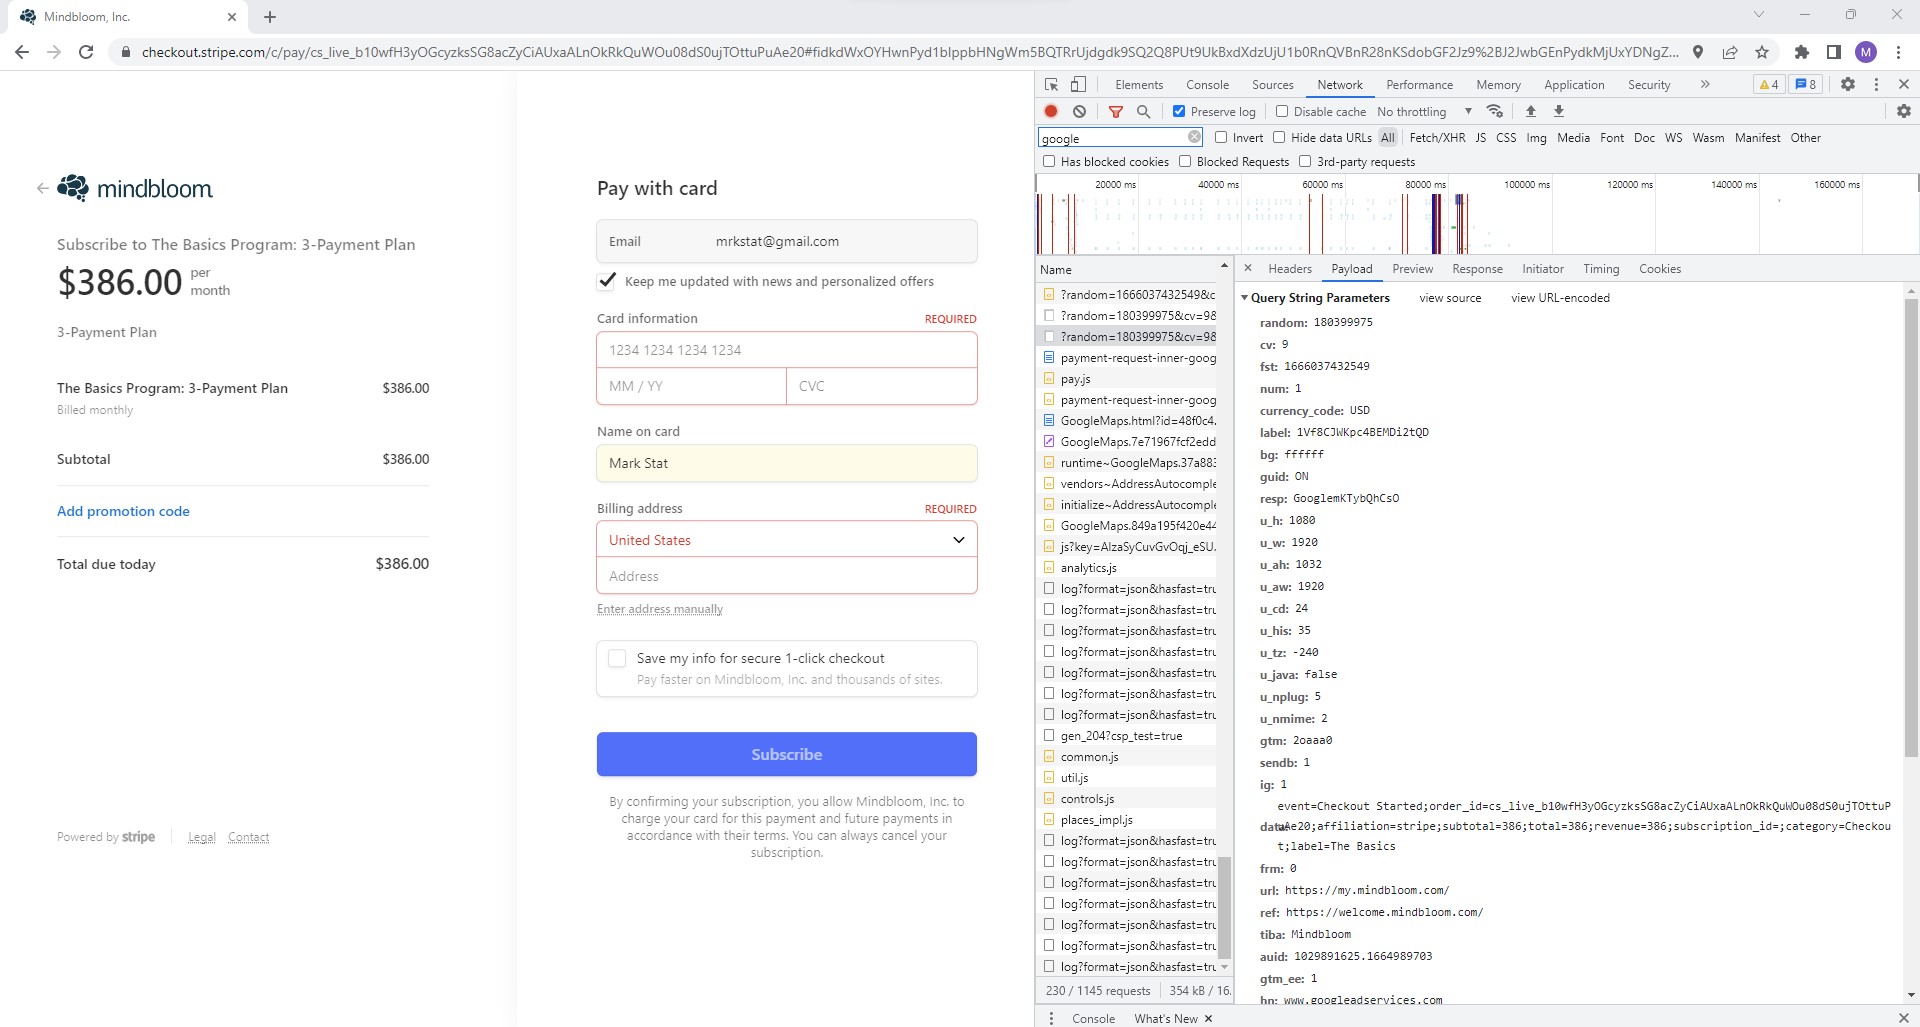 Mindbloom, Inc.
checkout.stripe.com/c/pay/cs_live_b10wfH3yOGcyzksSG8acZyCiAUxaALnOkRkQuWOu08dS0ujTOttuPuAe20#fidkdWxOYHwnPyd1blppbHNgWm5BQTRrUjdgdk9SQ2Q8PUt9UkBxdXdzUjU1b0RnQVBnR28nKSdobGF2Jz9%2BJ2JwbGEnPydkMjUxYDNgZ...
M
mindbloom
Subscribe to The Basics Program: 3-Payment Plan
$386.00 per month
3-Payment Plan
The Basics Program: 3-Payment Plan $386.00
Billed monthly
Subtotal $386.00
Add promotion code
Total due today $386.00
Powered by stripe Legal Contact
Pay with card
Email mrkstat@gmail.com
Keep me updated with news and personalized offers
Card information REQUIRED
1234 1234 1234 1234
MM / YY CVC
Name on card
Mark Stat
Billing address REQUIRED
United States
Address
Enter address manually
Save my info for secure 1-click checkout
Pay faster on Mindbloom, Inc. and thousands of sites.
Subscribe
By confirming your subscription, you allow Mindbloom, Inc. to
charge your card for this payment and future payments in
accordance with their terms. You can always cancel your
subscription.
Elements Console Sources Network Performance Memory Application Security 4 8
Preserve log Disable cache No throttling
google Invert Hide data URLs All Fetch/XHR JS CSS Img Media Font Doc WS Wasm Manifest Other
Has blocked cookies Blocked Requests 3rd-party requests
20000 ms 40000 ms 60000 ms 80000 ms 100000 ms 120000 ms 140000 ms 160000 ms
Name
?random=1666037432549&c
?random=180399975&cv=9&
?random=180399975&cv=9&
payment-request-inner-goog
pay.js
payment-request-inner-goog
GoogleMaps.html?id=48f0c4.
GoogleMaps.7e71967fcf2edd
runtime~GoogleMaps.37a883
vendors~AddressAutocomple
initialize~AddressAutocomple
GoogleMaps.849a195f420e44
js?key=AIzaSyCuvGvOqj_eSU.
analytics.js
log?format=json&hasfast=tru
log?format=json&hasfast=tru
log?format=json&hasfast=tru
log?format=json&hasfast=tru
log?format=json&hasfast=tru
log?format=json&hasfast=tru
log?format=json&hasfast=tru
gen_204?csp_test=true
common.js
util.js
controls.js
places_impl.js
log?format=json&hasfast=tru
log?format=json&hasfast=tru
log?format=json&hasfast=tru
log?format=json&hasfast=tru
log?format=json&hasfast=tru
log?format=json&hasfast=tru
log?format=json&hasfast=tru
230 / 1145 requests 354 kB / 16.
Headers Payload Preview Response Initiator Timing Cookies
Query String Parameters view source view URL-encoded
random: 180399975
cv: 9
fst: 1666037432549
num: 1
currency_code: USD
label: 1Vf8CJWKpc4BEMDi2tQD
bg: ffffff
guid: ON
resp: GooglemKTybQhCsO
u_h: 1080
u_w: 1920
u_ah: 1032
u_aw: 1920
u_cd: 24
u_his: 35
u_tz: -240
u_java: false
u_nplug: 5
u_nmime: 2
gtm: 2oaaa0
sendb: 1
ig: 1
event=Checkout Started;order_id=cs_live_b10wfH3yOGcyzksSG8acZyCiAUxaALnOkRkQuWOu08dS0ujTOttuP
data: uAe20;affiliation=stripe;subtotal=386;total=386;revenue=386;subscription_id=;category=Checkou
t;label=The Basics
frm: 0
url: https://my.mindbloom.com/
ref: https://welcome.mindbloom.com/
tiba: Mindbloom
auid: 1029891625.1664989703
gtm_ee: 1
hn: www.googleadservices.com
Console What's New